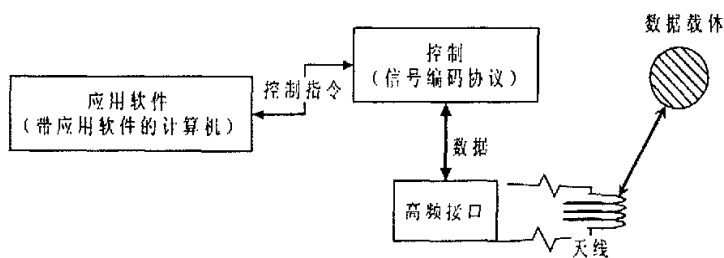 数据载体
控制
(信号编码协议)
控制指令
应用软件
(带应用软件的计算机)
数据
高频接口
天线